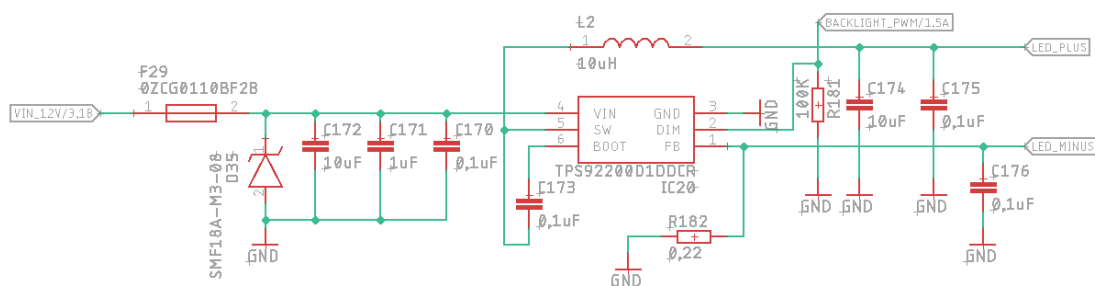 BACKLIGHT_PWM/1.5A
L2
1 2
10uH
LED_PLUS
F29
0ZCG0110BF2B
VIN_12V/3.1B
1 2
C172
10uF
C171
1uF
C170
0,1uF
4 VIN GND 3
5 SW DIM 2
6 BOOT FB 1
TPS92200D1DDCR
IC20
GND
100K
R181
GND
C174
10uF
GND
C175
0,1uF
GND
LED_MINUS
C176
0,1uF
GND
1
2
SMF18A-M3-08
D35
GND
C173
0,1uF
R182
0,22
GND